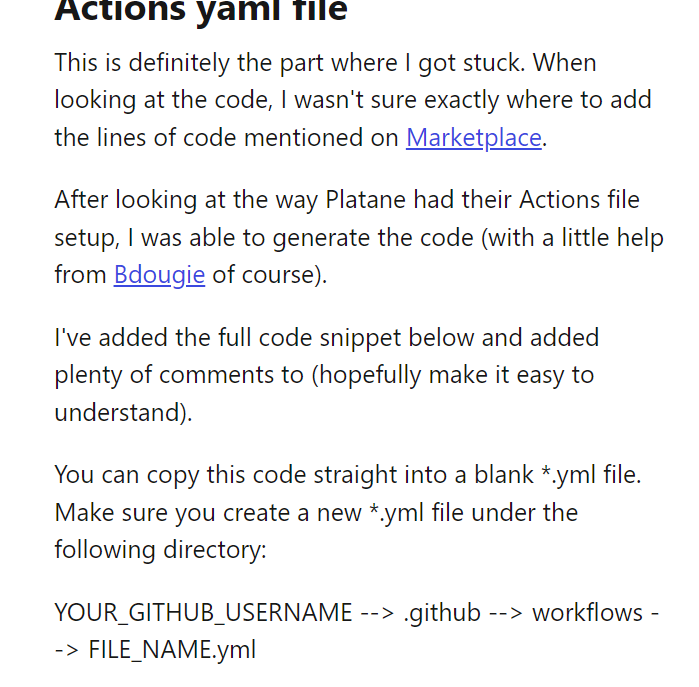 Actions yaml file
This is definitely the part where I got stuck. When
looking at the code, I wasn't sure exactly where to add
the lines of code mentioned on Marketplace.
After looking at the way Platane had their Actions file
setup, I was able to generate the code (with a little help
from Bdougie of course).
I've added the full code snippet below and added
plenty of comments to (hopefully make it easy to
understand).
You can copy this code straight into a blank *.yml file.
Make sure you create a new *.yml file under the
following directory:
YOUR_GITHUB_USERNAME --> .github --> workflows -
-> FILE_NAME.yml